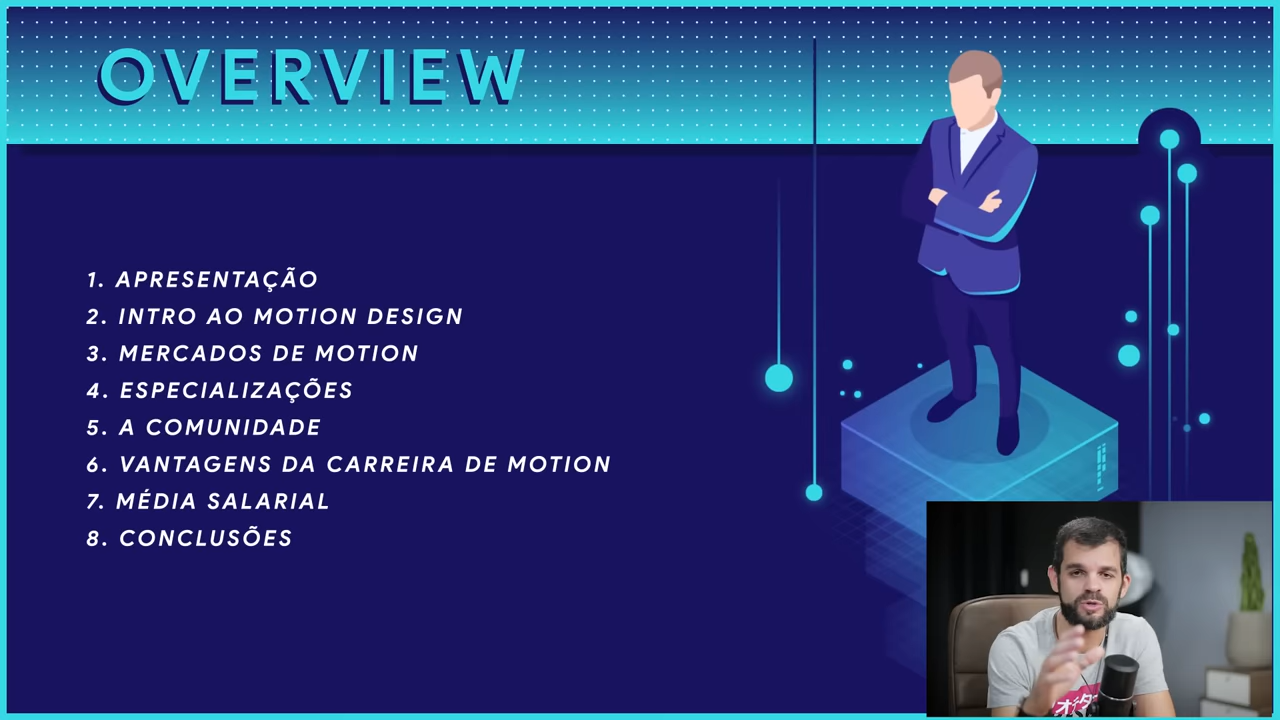 OVERVIEW
1. APRESENTAÇÃO
2. INTRO AO MOTION DESIGN
3. MERCADOS DE MOTION
4. ESPECIALIZAÇÕES
5. A COMUNIDADE
6. VANTAGENS DA CARREIRA DE MOTION
7. MÉDIA SALARIAL
8. CONCLUSÕES